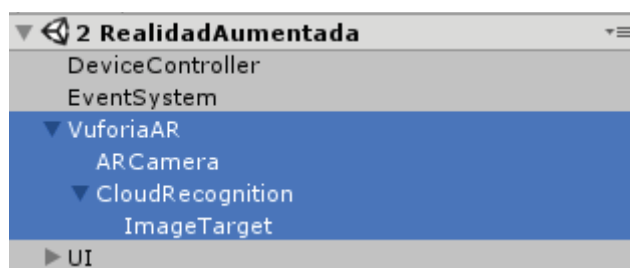 2 RealidadAumentada
DeviceController
EventSystem
VuforiaAR
ARCamera
CloudRecognition
ImageTarget
UI